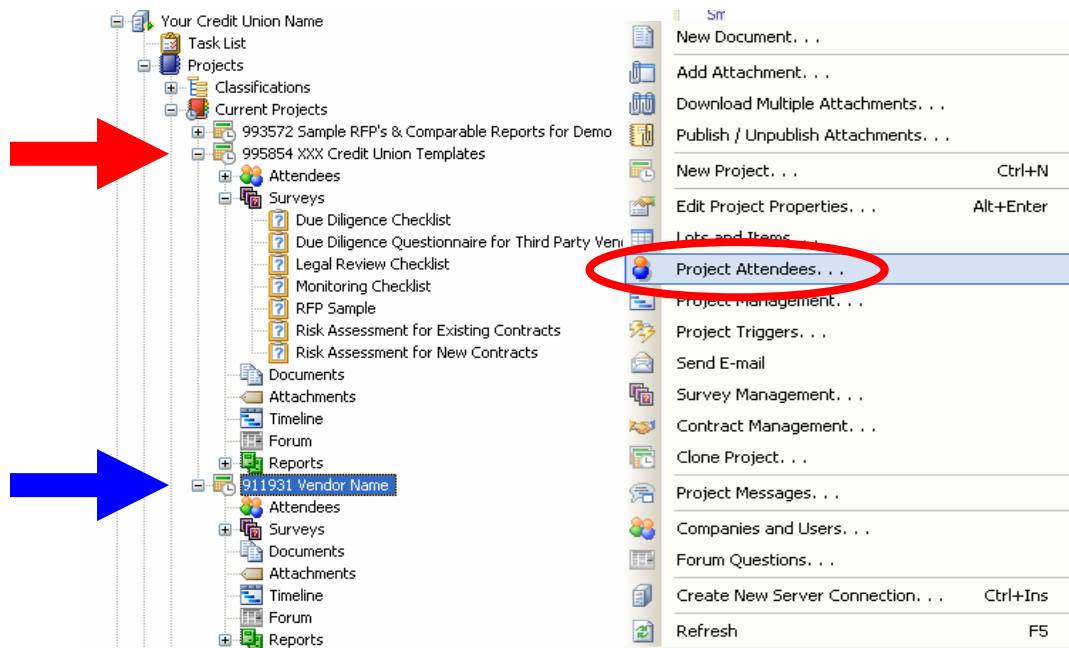 Your Credit Union Name
Task List
Projects
Classifications
Current Projects
993572 Sample RFP's & Comparable Reports for Demo
995854 XXX Credit Union Templates
Attendees
Surveys
Due Diligence Checklist
Due Diligence Questionnaire for Third Party Ven
Legal Review Checklist
Monitoring Checklist
RFP Sample
Risk Assessment for Existing Contracts
Risk Assessment for New Contracts
Documents
Attachments
Timeline
Forum
Reports
911931 Vendor Name
Attendees
Surveys
Documents
Attachments
Timeline
Forum
Reports
Sm
New Document. . .
Add Attachment. . .
Download Multiple Attachments. . .
Publish / Unpublish Attachments. . .
New Project. . . Ctrl+N
Edit Project Properties. . . Alt+Enter
Lots and Items. . .
Project Attendees. . .
Project Management. . .
Project Triggers. . .
Send E-mail
Survey Management. . .
Contract Management. . .
Clone Project. . .
Project Messages. . .
Companies and Users. . .
Forum Questions. . .
Create New Server Connection. . . Ctrl+Ins
Refresh F5